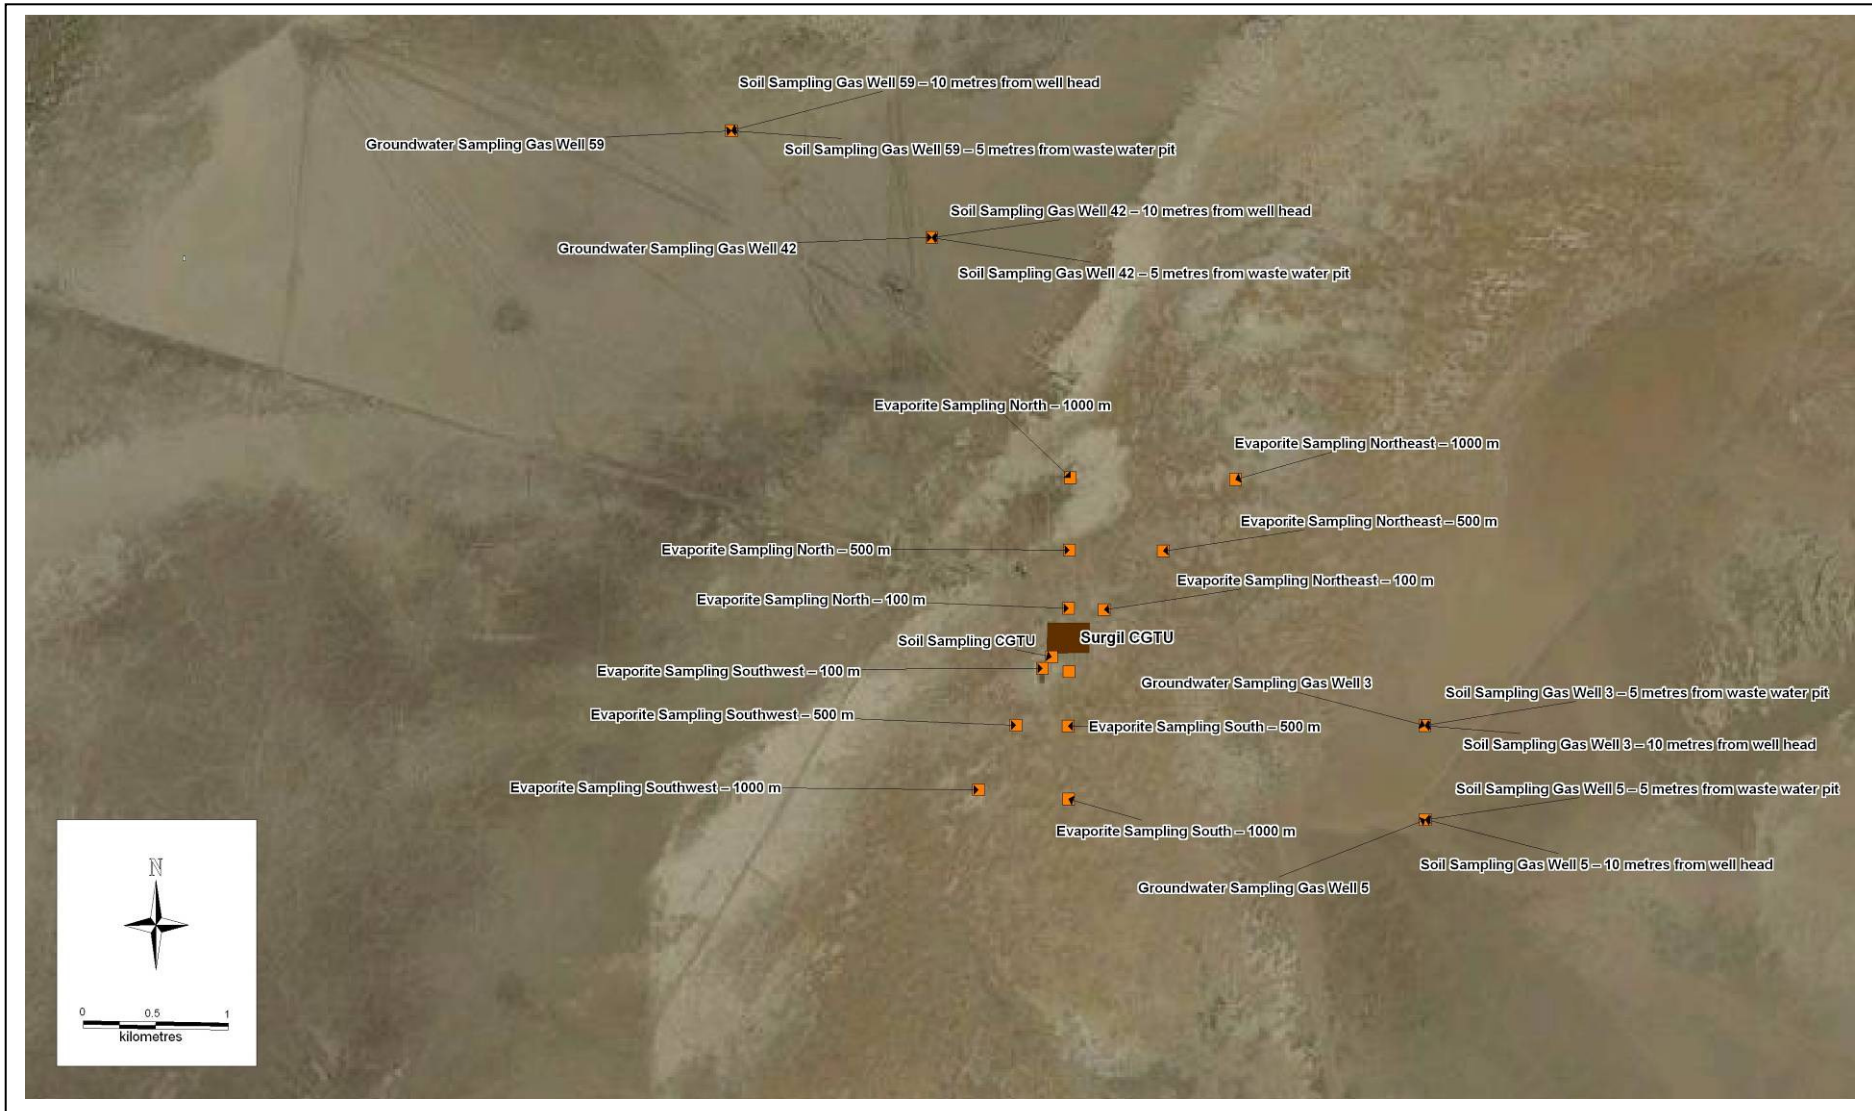 Soil Sampling Gas Well 59 – 10 metres from well head
Groundwater Sampling Gas Well 59
Soil Sampling Gas Well 59 – 5 metres from waste water pit
Soil Sampling Gas Well 42 – 10 metres from well head
Groundwater Sampling Gas Well 42
Soil Sampling Gas Well 42 – 5 metres from waste water pit
Evaporite Sampling North – 1000 m
Evaporite Sampling Northeast – 1000 m
Evaporite Sampling Northeast – 500 m
Evaporite Sampling North – 500 m
Evaporite Sampling Northeast – 100 m
Evaporite Sampling North – 100 m
Surgil CGTU
Soil Sampling CGTU
Evaporite Sampling Southwest – 100 m
Groundwater Sampling Gas Well 3
Soil Sampling Gas Well 3 – 5 metres from waste water pit
Evaporite Sampling Southwest – 500 m
Evaporite Sampling South – 500 m
Soil Sampling Gas Well 3 – 10 metres from well head
Evaporite Sampling Southwest – 1000 m
Soil Sampling Gas Well 5 – 5 metres from waste water pit
Evaporite Sampling South – 1000 m
Soil Sampling Gas Well 5 – 10 metres from well head
Groundwater Sampling Gas Well 5
N
0 0.5 1
kilometres